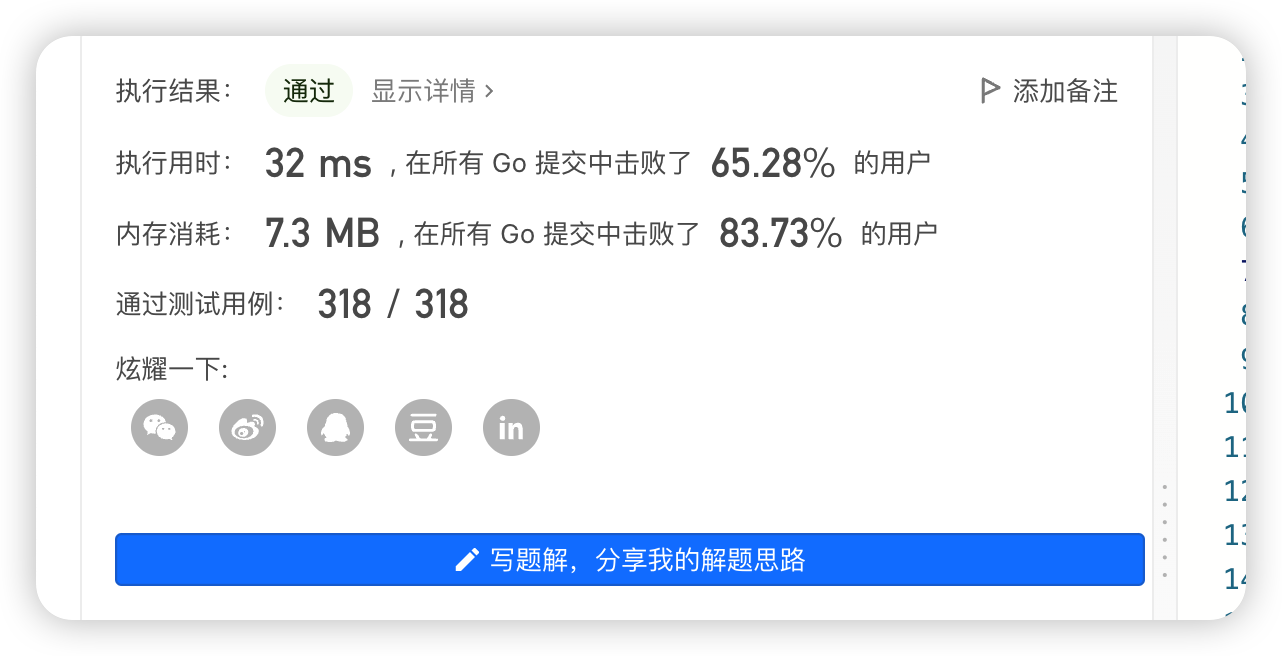 执行结果： 通过 显示详情 › 添加备注
执行用时： 32 ms , 在所有 Go 提交中击败了 65.28% 的用户
内存消耗： 7.3 MB , 在所有 Go 提交中击败了 83.73% 的用户
通过测试用例： 318 / 318
炫耀一下:
豆 in
写题解，分享我的解题思路